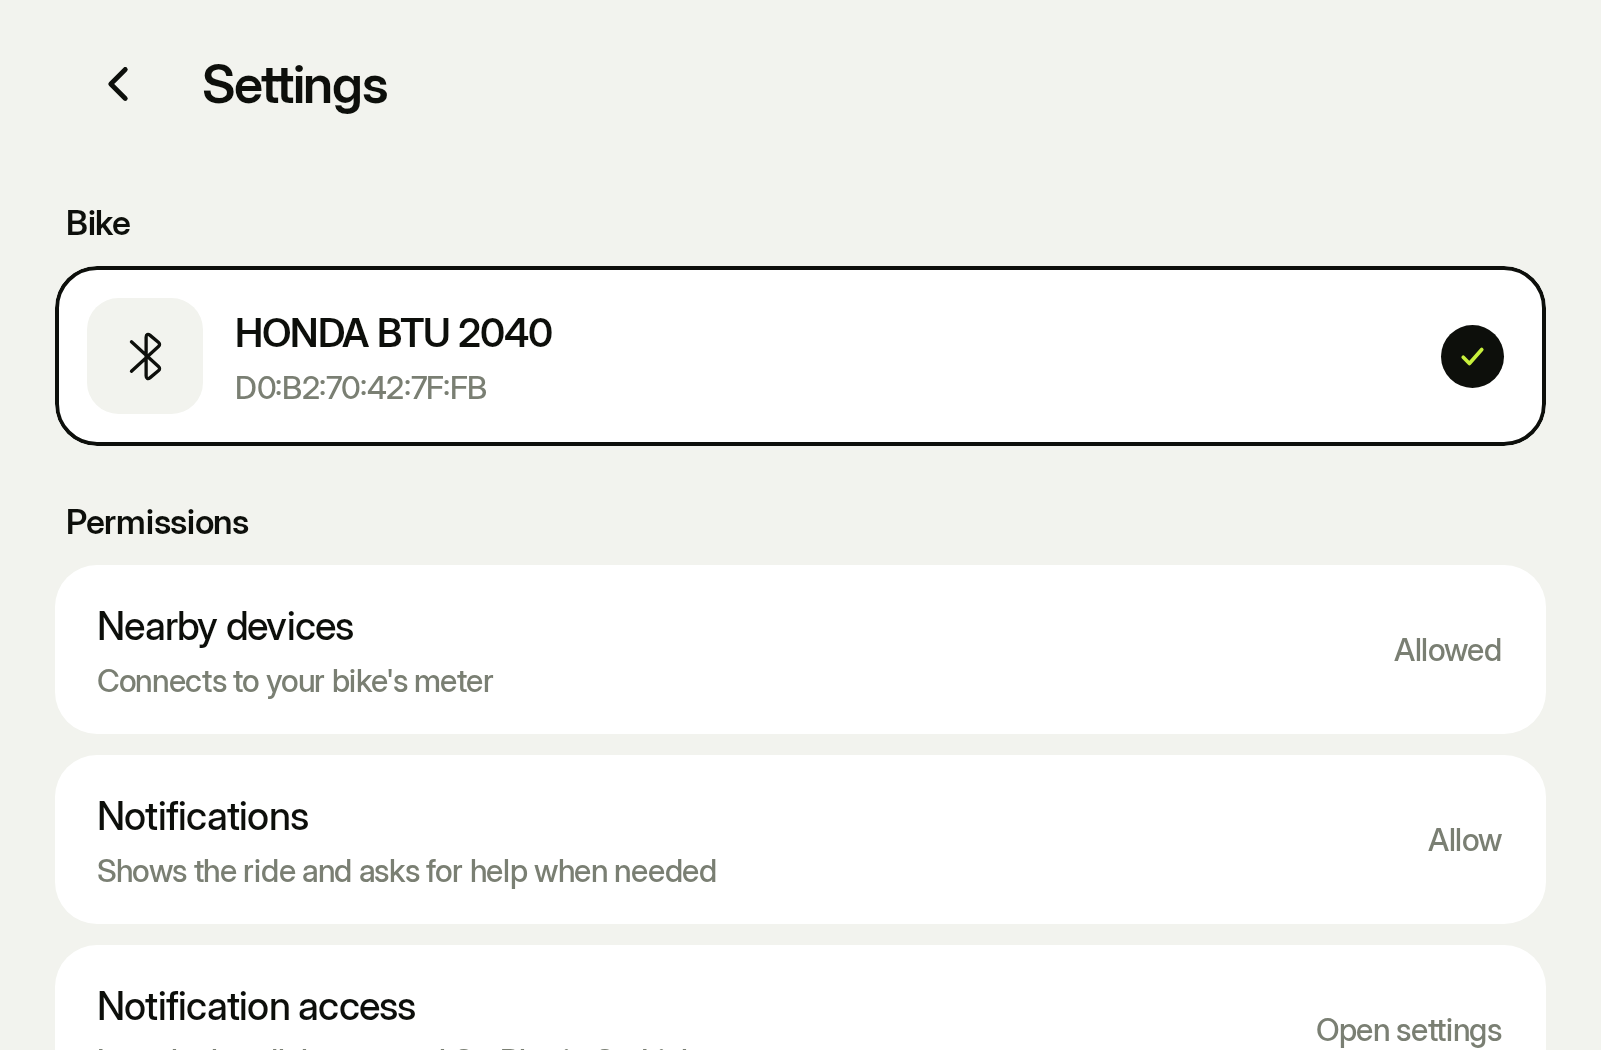 Settings
Bike
HONDA BTU 2040
D0:B2:70:42:7F:FB
Permissions
Nearby devices
Connects to your bike's meter
Allowed
Notifications
Shows the ride and asks for help when needed
Allow
Notification access
Open settings